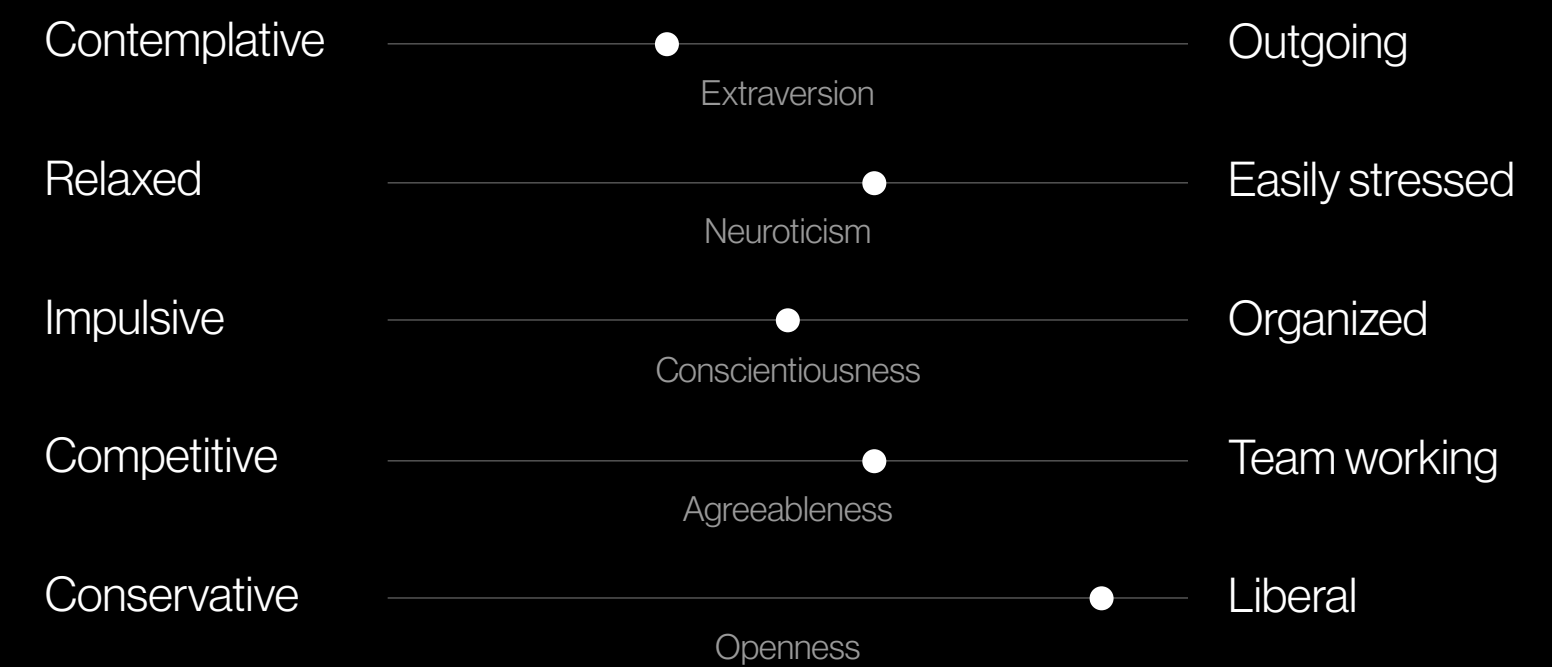 Contemplative Outgoing
Extraversion
Relaxed Easily stressed
Neuroticism
Impulsive Organized
Conscientiousness
Competitive Team working
Agreeableness
Conservative Liberal
Openness